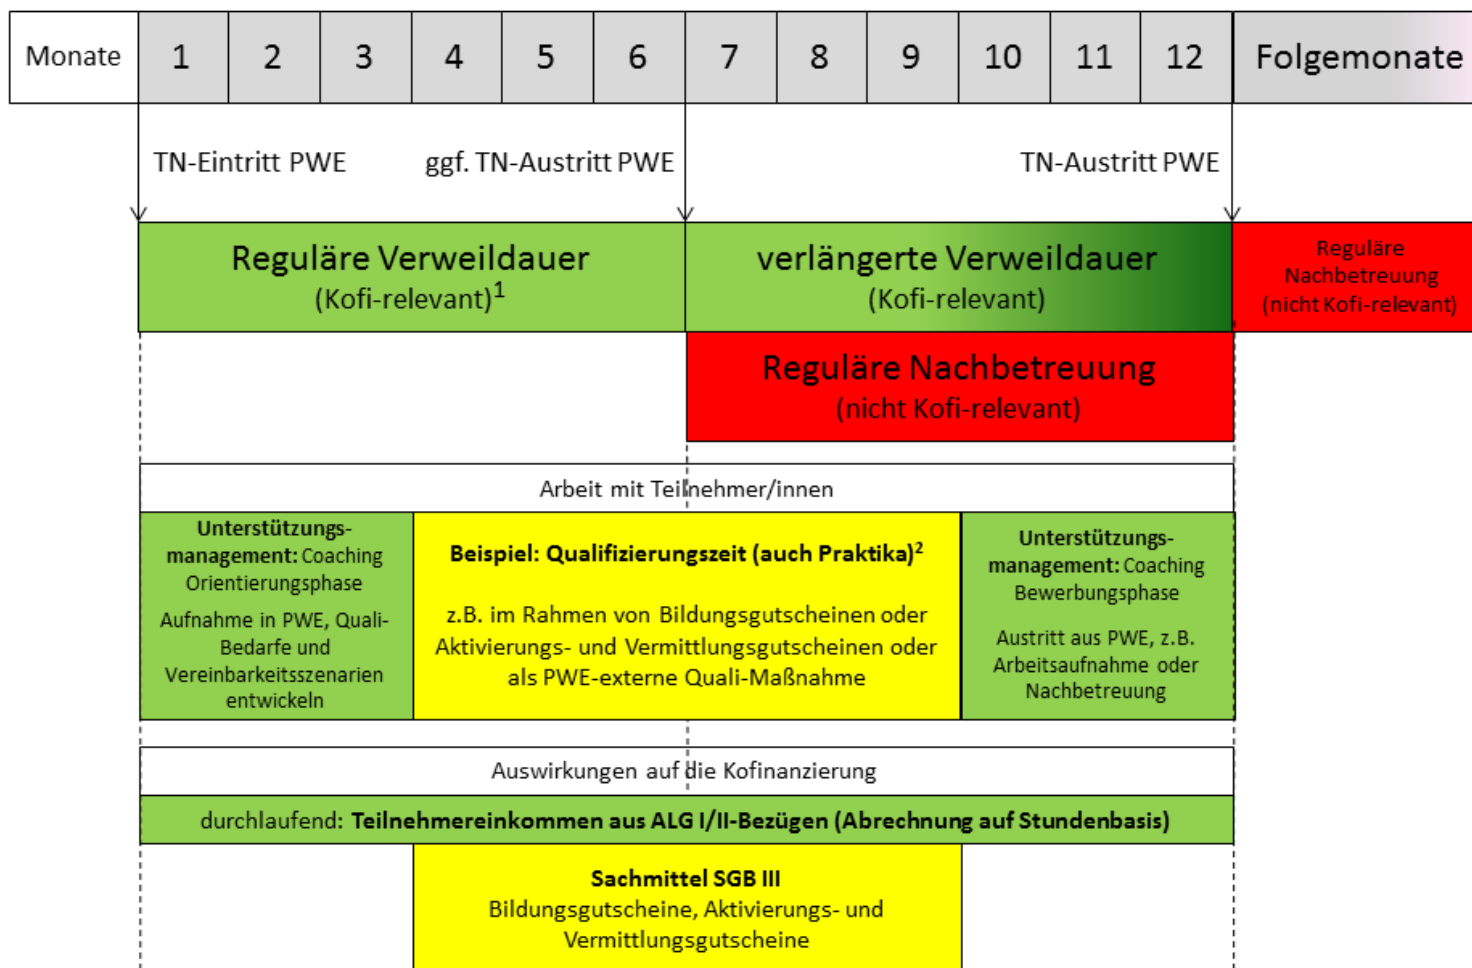 Monate 1 2 3 4 5 6 7 8 9 10 11 12 Folgemonate
TN-Eintritt PWE ggf. TN-Austritt PWE TN-Austritt PWE
Reguläre Verweildauer
(Kofi-relevant)¹
verlängerte Verweildauer
(Kofi-relevant)
Reguläre
Nachbetreuung
(nicht Kofi-relevant)
Reguläre Nachbetreuung
(nicht Kofi-relevant)
Arbeit mit Teilnehmer/innen
Unterstützungs-
management: Coaching
Orientierungsphase
Aufnahme in PWE, Quali-
Bedarfe und
Vereinbarkeitsszenarien
entwickeln
Beispiel: Qualifizierungszeit (auch Praktika)²
z.B. im Rahmen von Bildungsgutscheinen oder
Aktivierungs- und Vermittlungsgutscheinen oder
als PWE-externe Quali-Maßnahme
Unterstützungs-
management: Coaching
Bewerbungsphase
Austritt aus PWE, z.B.
Arbeitsaufnahme oder
Nachbetreuung
Auswirkungen auf die Kofinanzierung
durchlaufend: Teilnehmereinkommen aus ALG I/II-Bezügen (Abrechnung auf Stundenbasis)
Sachmittel SGB III
Bildungsgutscheine, Aktivierungs- und
Vermittlungsgutscheine